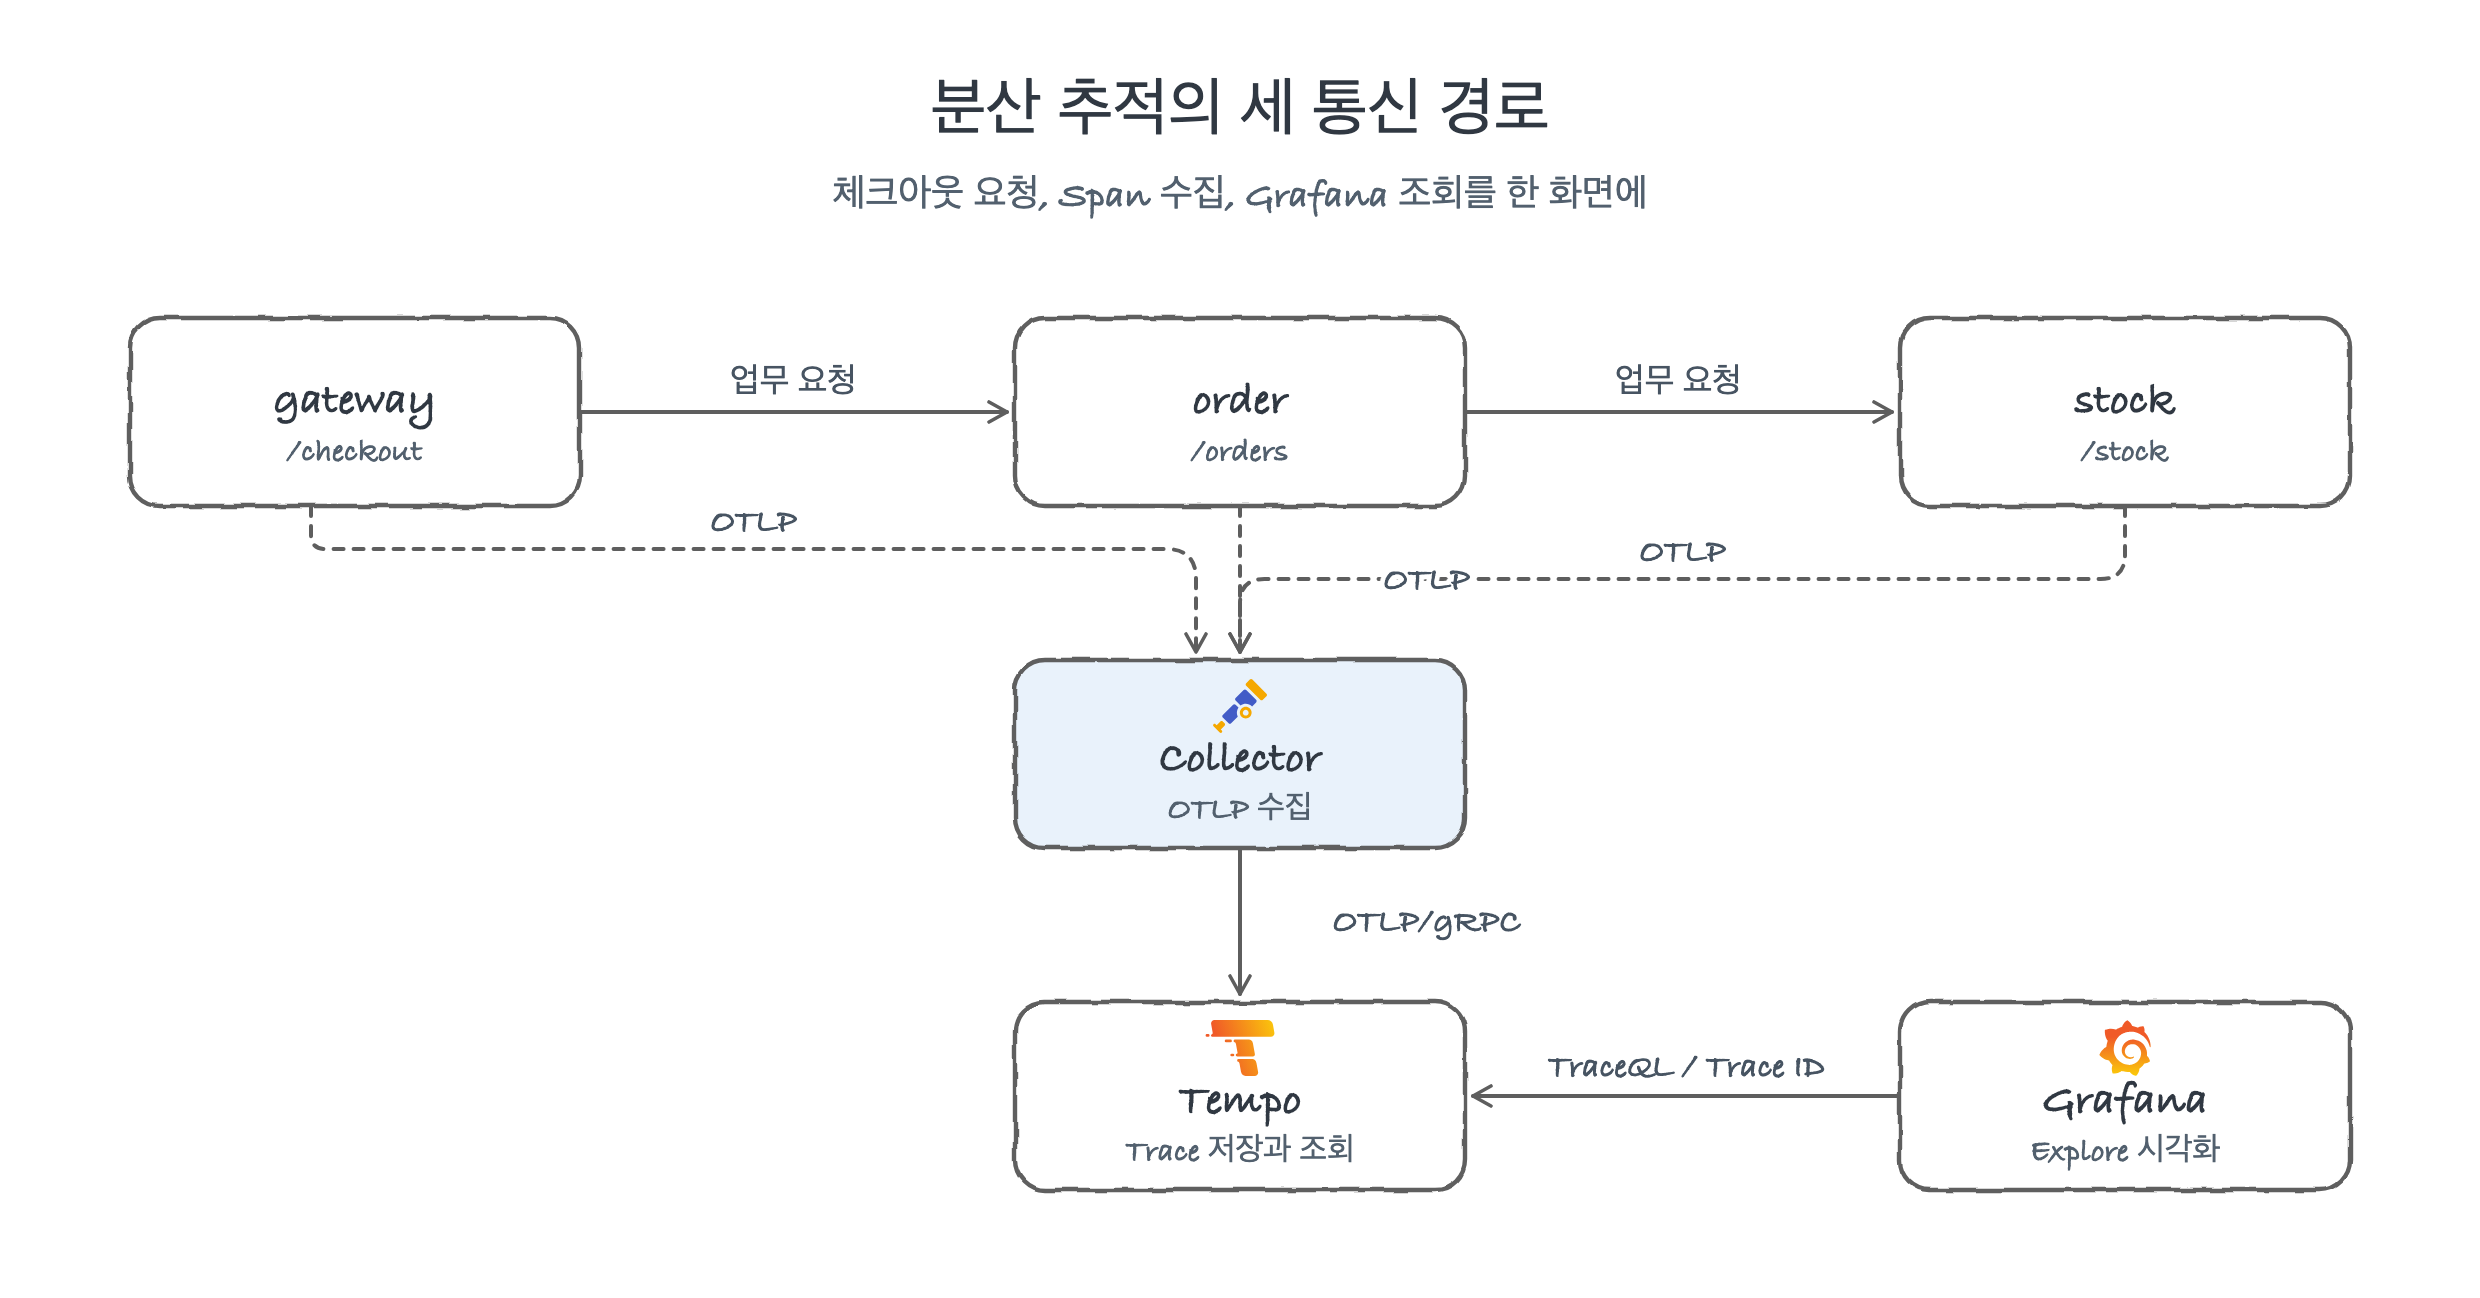 분산 추적의 세 통신 경로
체크아웃 요청, Span 수집, Grafana 조회를 한 화면에
gateway
/checkout
업무 요청
order
/orders
업무 요청
stock
/stock
OTLP
OTLP
OTLP
Collector
OTLP 수집
OTLP/gRPC
Tempo
Trace 저장과 조회
TraceQL / Trace ID
Grafana
Explore 시각화